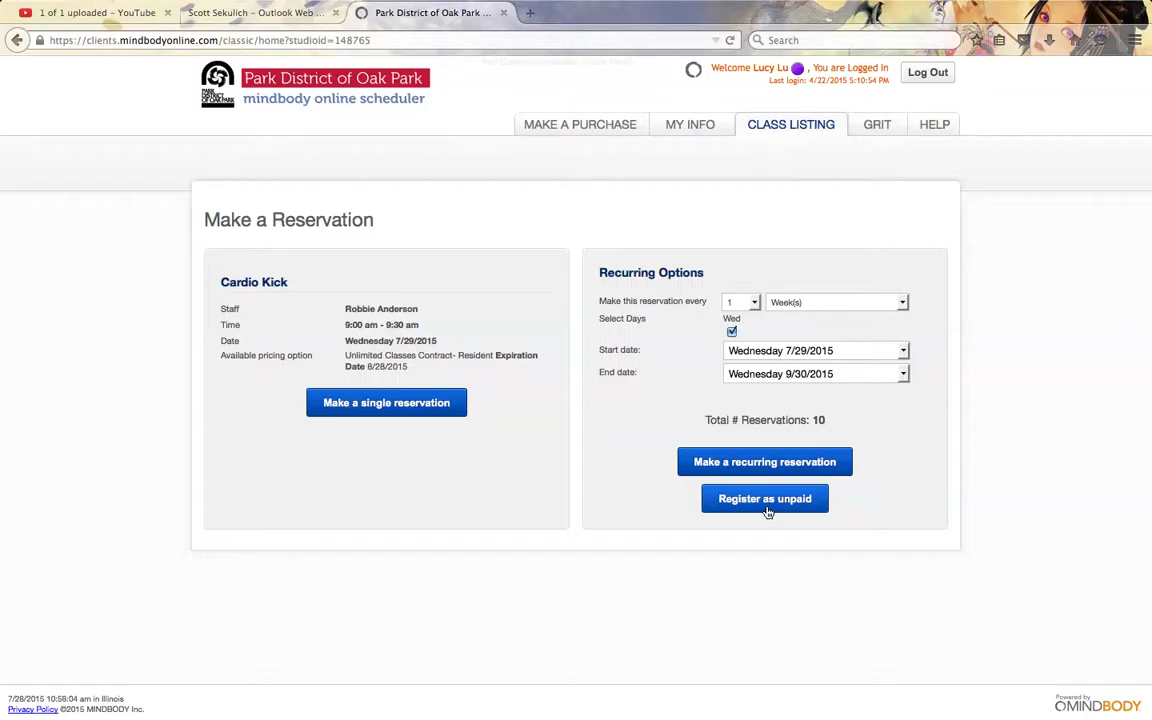 1 of 1 uploaded – YouTube
Scott Sekulich – Outlook Web ...
Park District of Oak Park ...
https://clients.mindbodyonline.com/classic/home?studioid=148765
Search
PARK DISTRICT of OAK PARK
Park District of Oak Park
mindbody online scheduler
Welcome Lucy Lu , You are Logged In
Last login: 4/22/2015 5:10:54 PM
Log Out
MAKE A PURCHASE
MY INFO
CLASS LISTING
GRIT
HELP
Make a Reservation
Cardio Kick
Staff Robbie Anderson
Time 9:00 am - 9:30 am
Date Wednesday 7/29/2015
Available pricing option Unlimited Classes Contract- Resident Expiration
Date 8/28/2015
Make a single reservation
Recurring Options
Make this reservation every 1 Week(s)
Select Days Wed
Start date: Wednesday 7/29/2015
End date: Wednesday 9/30/2015
Total # Reservations: 10
Make a recurring reservation
Register as unpaid
7/28/2015 10:58:04 am in Illinois
Privacy Policy ©2015 MINDBODY Inc.
Powered by
MINDBODY